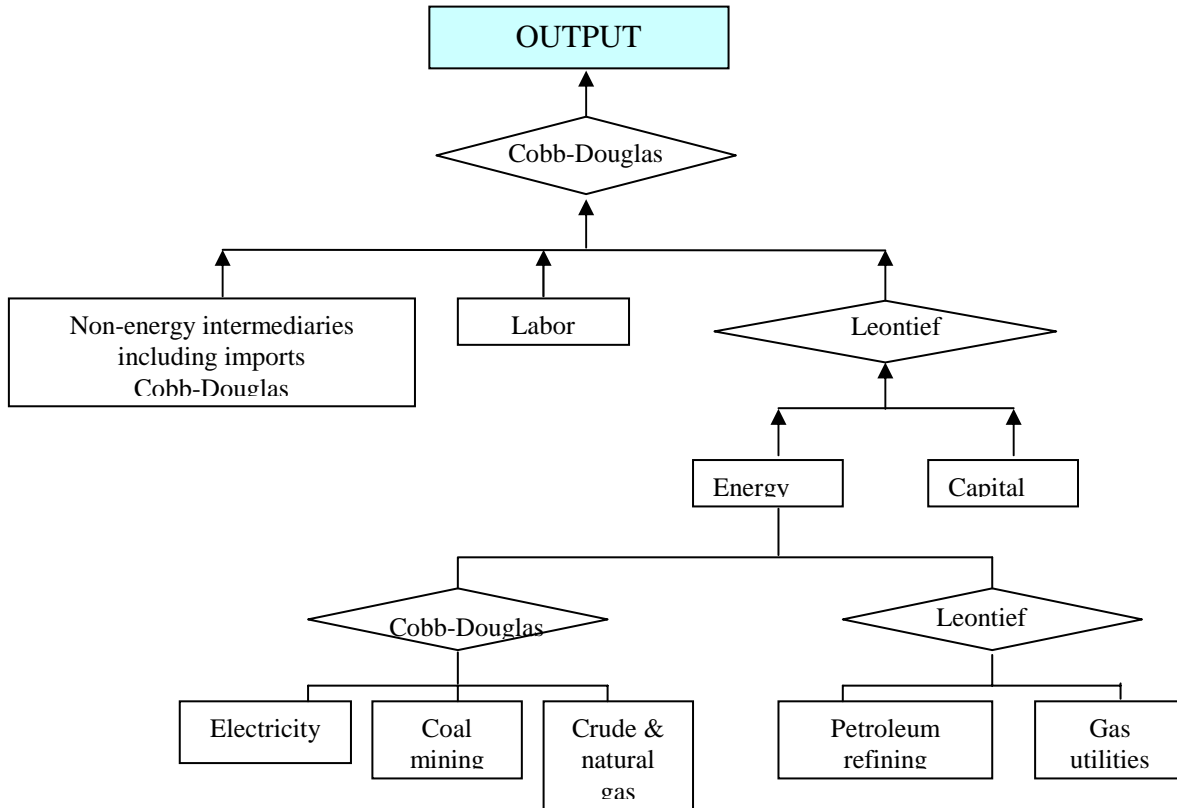 OUTPUT
Cobb-Douglas
Non-energy intermediaries
including imports
Cobb-Douglas
Labor
Leontief
Energy
Capital
Cobb-Douglas
Leontief
Electricity
Coal
mining
Crude &
natural
gas
Petroleum
refining
Gas
utilities